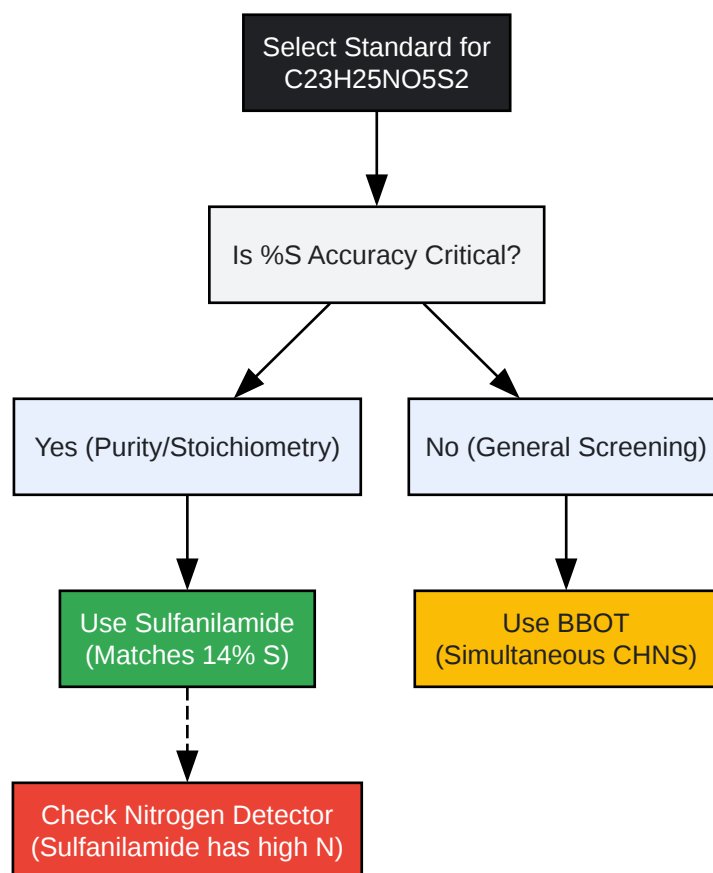 Select Standard for
C23H25NO5S2
Is %S Accuracy Critical?
Yes (Purity/Stoichiometry)
No (General Screening)
Use Sulfanilamide
(Matches 14% S)
Use BBOT
(Simultaneous CHNS)
Check Nitrogen Detector
(Sulfanilamide has high N)